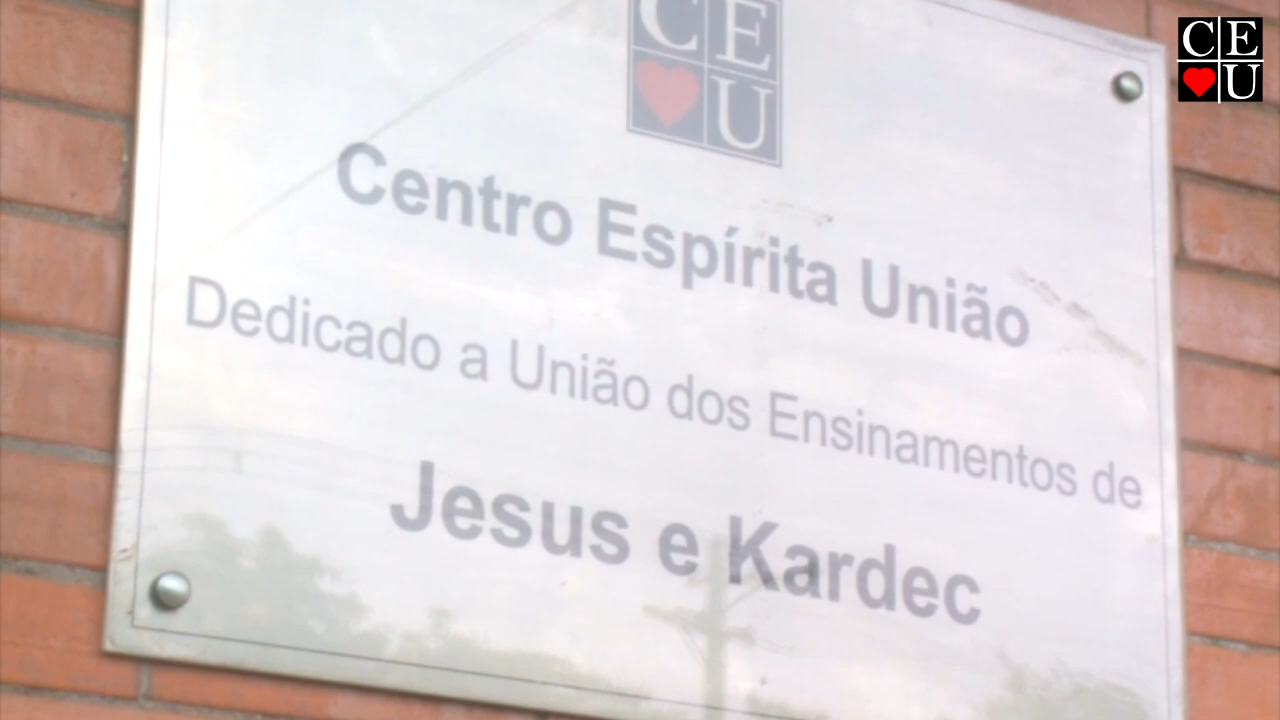 CE
U
Centro Espírita União
Dedicado a União dos Ensinamentos de
Jesus e Kardec
CE
U